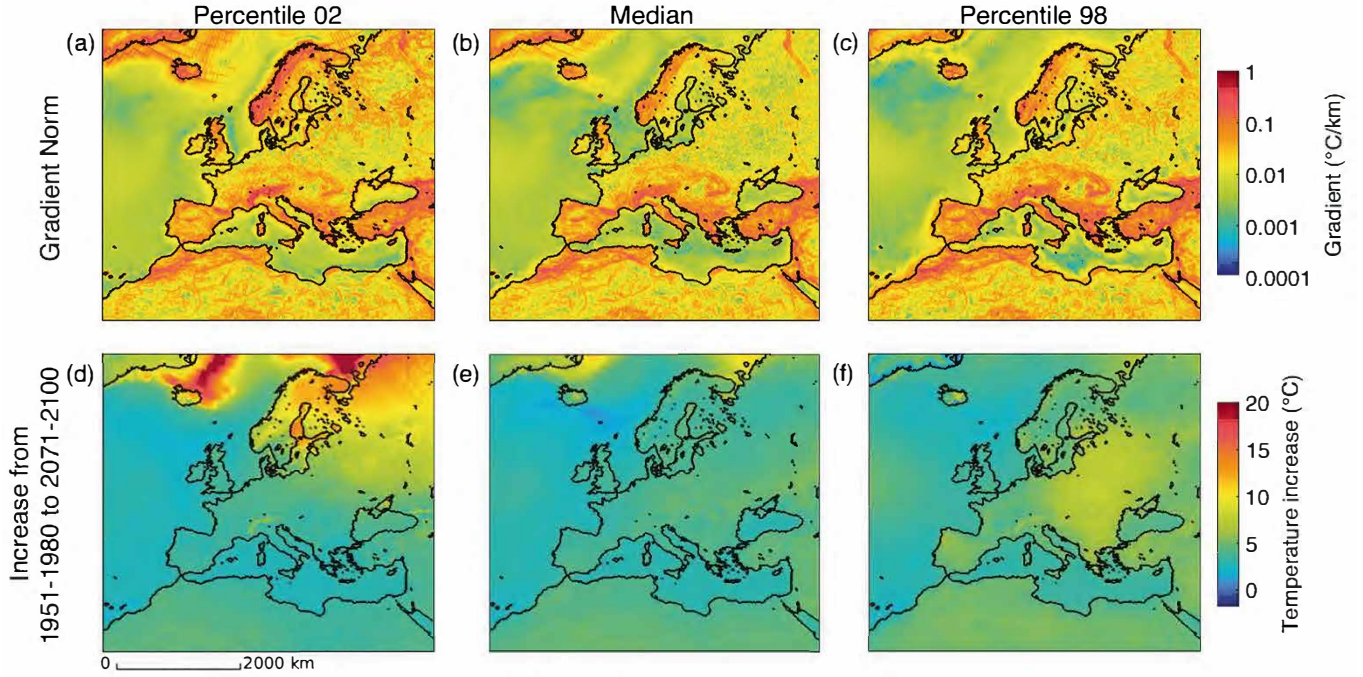 Percentile 02
Median
Percentile 98
(a)
(b)
(c)
Gradient Norm
1
0.1
0.01
0.001
0.0001
Gradient (°C/km)
(d)
(e)
(f)
Increase from
1951-1980 to 2071-2100
20
15
10
5
0
Temperature increase (°C)
0 2000 km